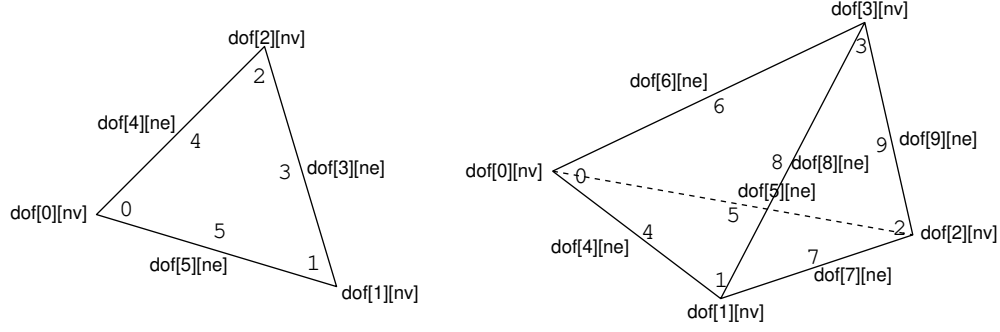 dof[2][nv]
2
dof[4][ne]
4
3
dof[3][ne]
dof[0][nv]
0
5
dof[5][ne]
1
dof[1][nv]
dof[3][nv]
3
dof[6][ne]
6
9
dof[9][ne]
8
dof[8][ne]
dof[0][nv]
0
dof[5][ne]
5
2
dof[2][nv]
4
dof[4][ne]
7
dof[7][ne]
1
dof[1][nv]